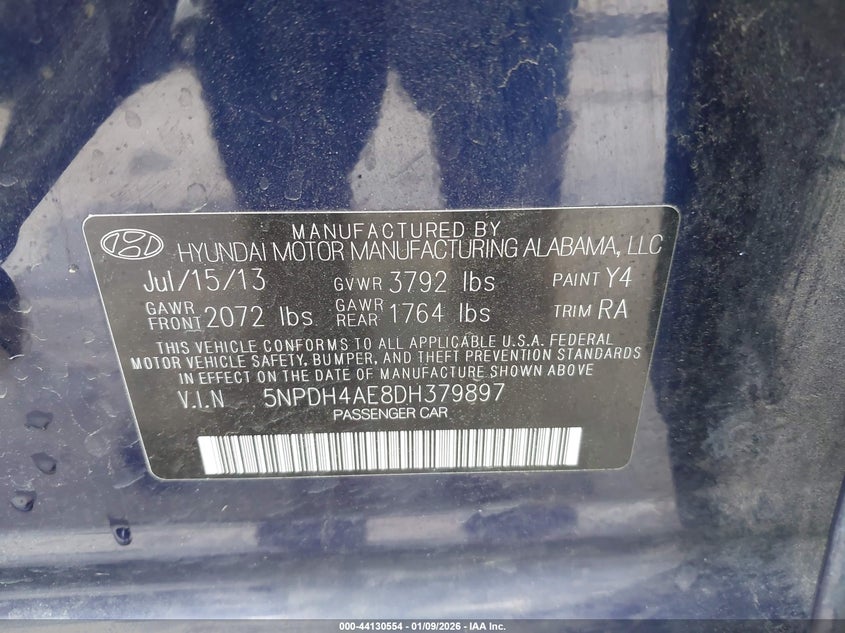 MANUFACTURED BY
HYUNDAI MOTOR MANUFACTURING ALABAMA, LLC
Jul/15/13 GVWR 3792 lbs PAINT Y4
GAWR FRONT 2072 lbs GAWR REAR 1764 lbs TRIM RA
THIS VEHICLE CONFORMS TO ALL APPLICABLE U.S.A. FEDERAL
MOTOR VEHICLE SAFETY, BUMPER, AND THEFT PREVENTION STANDARDS
IN EFFECT ON THE DATE OF MANUFACTURE SHOWN ABOVE
V.I.N 5NPDH4AE8DH379897
PASSENGER CAR
000-44130554 - 01/09/2026 - IAA Inc.